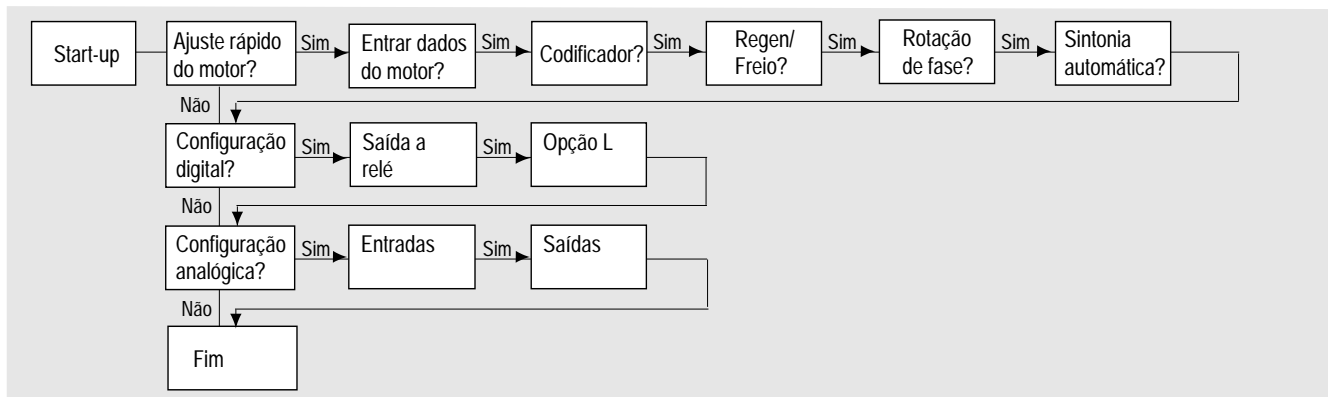 Start-up
Ajuste rápido
do motor?
Sim
Entrar dados
do motor?
Sim
Codificador?
Sim
Regen/
Freio?
Sim
Rotação
de fase?
Sim
Sintonia
automática?
Não
Configuração
digital?
Sim
Saída a
relé
Sim
Opção L
Não
Configuração
analógica?
Sim
Entradas
Sim
Saídas
Não
Fim